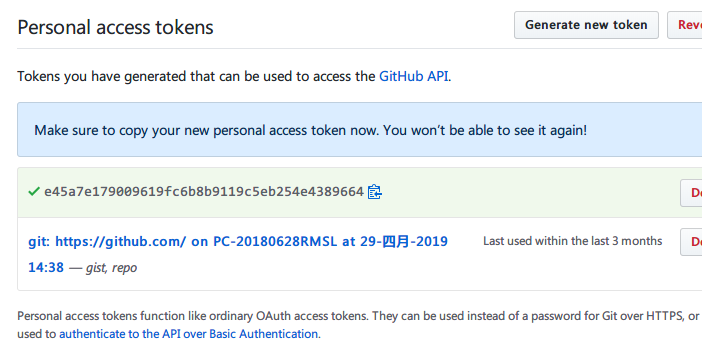 Personal access tokens
Generate new token
Tokens you have generated that can be used to access the GitHub API.
Make sure to copy your new personal access token now. You won’t be able to see it again!
e45a7e179009619fc6b8b9119c5eb254e4389664
git: https://github.com/ on PC-20180628RMSL at 29-四月-2019
Last used within the last 3 months
14:38 — gist, repo
Personal access tokens function like ordinary OAuth access tokens. They can be used instead of a password for Git over HTTPS, or
used to authenticate to the API over Basic Authentication.